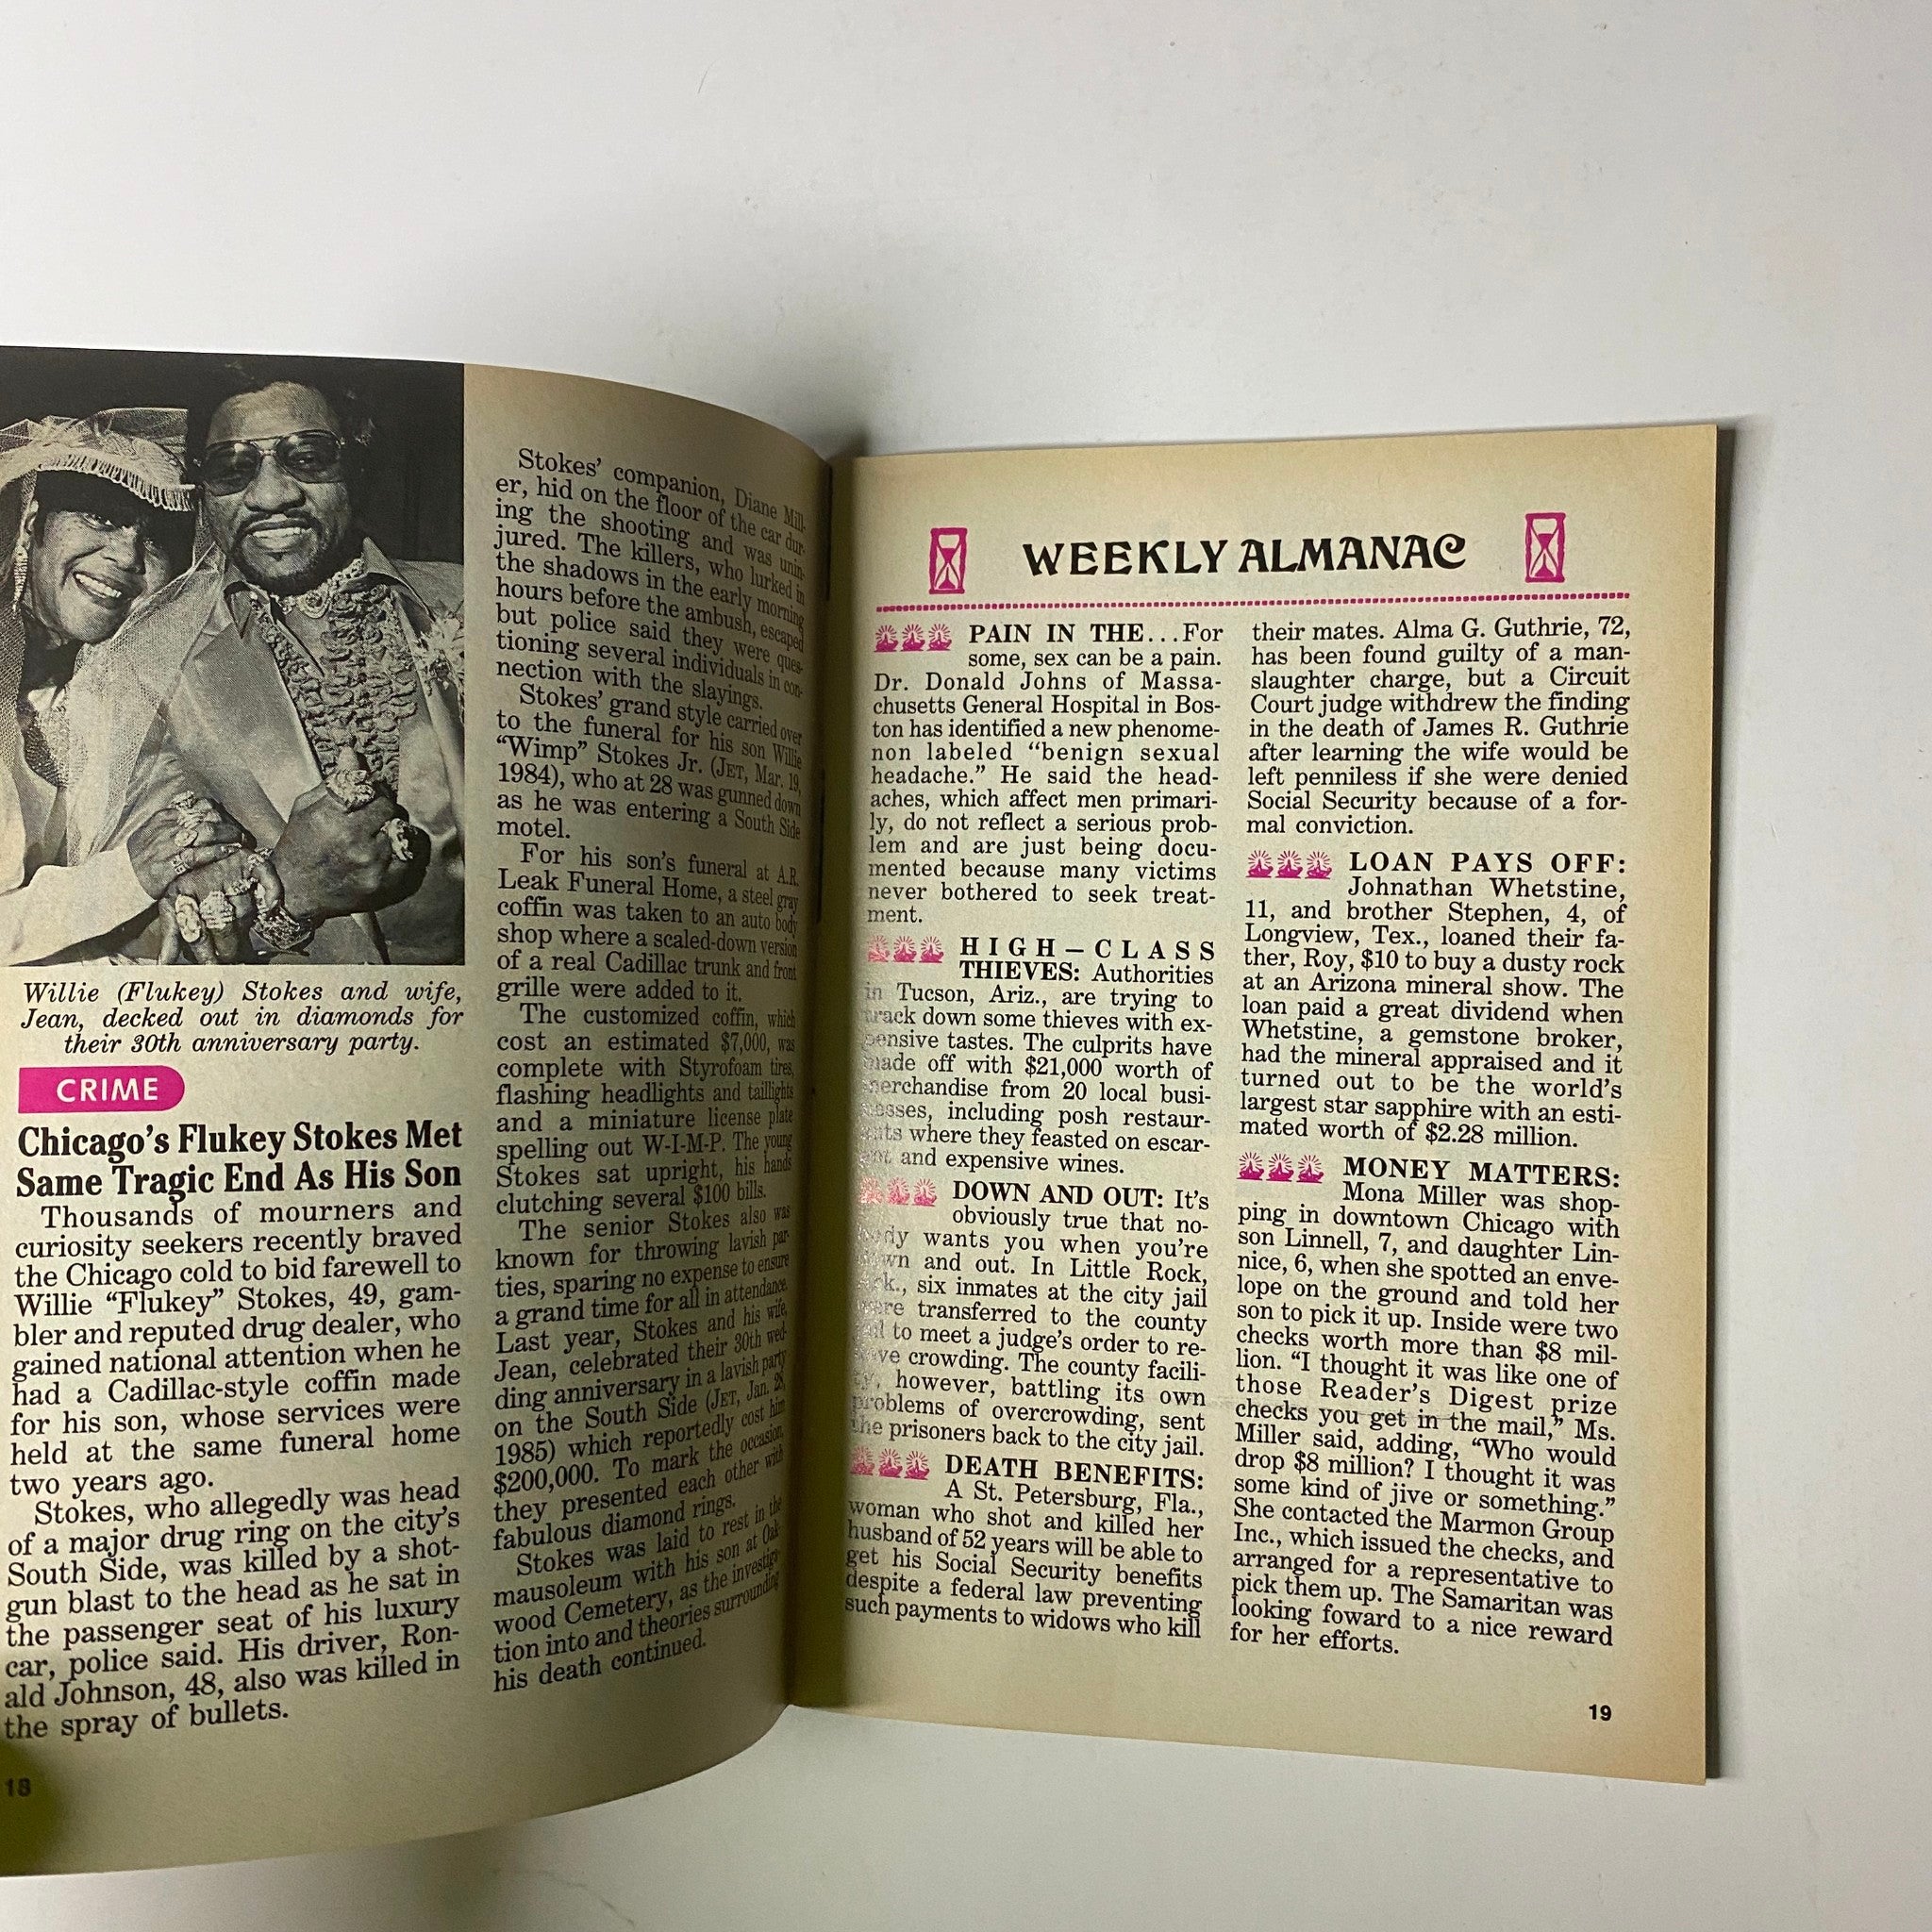 Willie (Flukey) Stokes and wife,
Jean, decked out in diamonds for
their 30th anniversary party.
CRIME
Chicago's Flukey Stokes Met
Same Tragic End As His Son
Thousands of mourners and
curiosity seekers recently braved
the Chicago cold to bid farewell to
Willie "Flukey" Stokes, 49, gam-
bler and reputed drug dealer, who
gained national attention when he
had a Cadillac-style coffin made
for his son, whose services were
held at the same funeral home
two years ago.
Stokes, who allegedly was head
of a major drug ring on the city's
South Side, was killed by a shot-
gun blast to the head as he sat in
the passenger seat of his luxury
car, police said. His driver, Ron-
ald Johnson, 48, also was killed in
the spray of bullets.
18
Stokes' companion, Diane Mill-
er, hid on the floor of the car dur-
ing the shooting and was unin-
jured. The killers, who lurked in
the shadows in the early morning
hours before the ambush, escaped
but police said they were ques-
tioning several individuals in con-
nection with the slayings.
Stokes' grand style carried over
to the funeral for his son Willie
"Wimp" Stokes Jr. (JET, Mar. 19,
1984), who at 28 was gunned down
as he was entering a South Side
motel.
For his son's funeral at A.R.
Leak Funeral Home, a steel gray
coffin was taken to an auto body
shop where a scaled-down version
of a real Cadillac trunk and front
grille were added to it.
The customized coffin, which
cost an estimated $7,000, was
complete with Styrofoam tires,
flashing headlights and taillights
and a miniature license plate
spelling out W-I-M-P. The young
Stokes sat upright, his hands
clutching several $100 bills.
The senior Stokes also was
known for throwing lavish par-
ties, sparing no expense to ensure
a grand time for all in attendance.
Last year, Stokes and his wife,
Jean, celebrated their 30th wed-
ding anniversary in a lavish party
on the South Side (JET, Jan. 28,
1985) which reportedly cost him
$200,000. To mark the occasion,
they presented each other with
fabulous diamond rings.
Stokes was laid to rest in the
mausoleum with his son at Oak
wood Cemetery, as the investiga-
tion into and theories surrounding
his death continued.
WEEKLY ALMANAC
PAIN IN THE...For
some, sex can be a pain.
Dr. Donald Johns of Massa-
chusetts General Hospital in Bos-
ton has identified a new phenome-
non labeled "benign sexual
headache." He said the head-
aches, which affect men primari-
ly, do not reflect a serious prob-
lem and are just being docu-
mented because many victims
never bothered to seek treat-
ment.
HIGH–CLASS
THIEVES: Authorities
in Tucson, Ariz., are trying to
track down some thieves with ex-
pensive tastes. The culprits have
made off with $21,000 worth of
merchandise from 20 local busi-
nesses, including posh restaur-
ants where they feasted on escar-
got and expensive wines.
DOWN AND OUT: It's
obviously true that no-
body wants you when you're
down and out. In Little Rock,
Ark., six inmates at the city jail
were transferred to the county
jail to meet a judge's order to re-
lieve crowding. The county facili-
ty, however, battling its own
problems of overcrowding, sent
the prisoners back to the city jail.
DEATH BENEFITS:
A St. Petersburg, Fla.,
woman who shot and killed her
husband of 52 years will be able to
get his Social Security benefits
despite a federal law preventing
such payments to widows who kill
their mates. Alma G. Guthrie, 72,
has been found guilty of a man-
slaughter charge, but a Circuit
Court judge withdrew the finding
in the death of James R. Guthrie
after learning the wife would be
left penniless if she were denied
Social Security because of a for-
mal conviction.
LOAN PAYS OFF:
Johnathan Whetstine,
11, and brother Stephen, 4, of
Longview, Tex., loaned their fa-
ther, Roy, $10 to buy a dusty rock
at an Arizona mineral show. The
loan paid a great dividend when
Whetstine, a gemstone broker,
had the mineral appraised and it
turned out to be the world's
largest star sapphire with an esti-
mated worth of $2.28 million.
MONEY MATTERS:
Mona Miller was shop-
ping in downtown Chicago with
son Linnell, 7, and daughter Lin-
nice, 6, when she spotted an enve-
lope on the ground and told her
son to pick it up. Inside were two
checks worth more than $8 mil-
lion. "I thought it was like one of
those Reader's Digest prize
checks you get in the mail," Ms.
Miller said, adding, "Who would
drop $8 million? I thought it was
some kind of jive or something."
She contacted the Marmon Group
Inc., which issued the checks, and
arranged for a representative to
pick them up. The Samaritan was
looking foward to a nice reward
for her efforts.
19